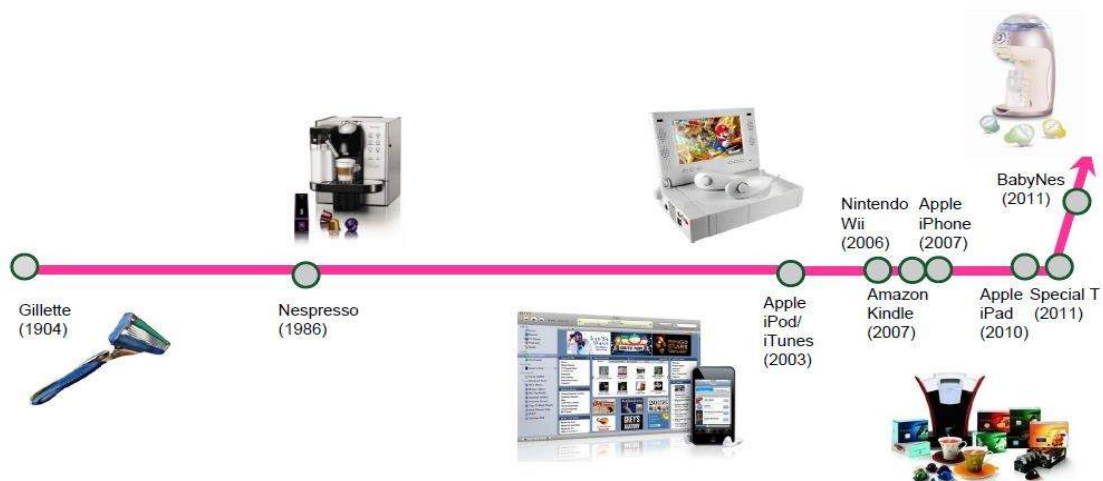 BabyNes
(2011)
Nintendo
Wii
(2006)
Apple
iPhone
(2007)
Gillette
(1904)
Nespresso
(1986)
Apple
iPod/
iTunes
(2003)
Amazon
Kindle
(2007)
Apple
iPad
(2010)
Special T
(2011)